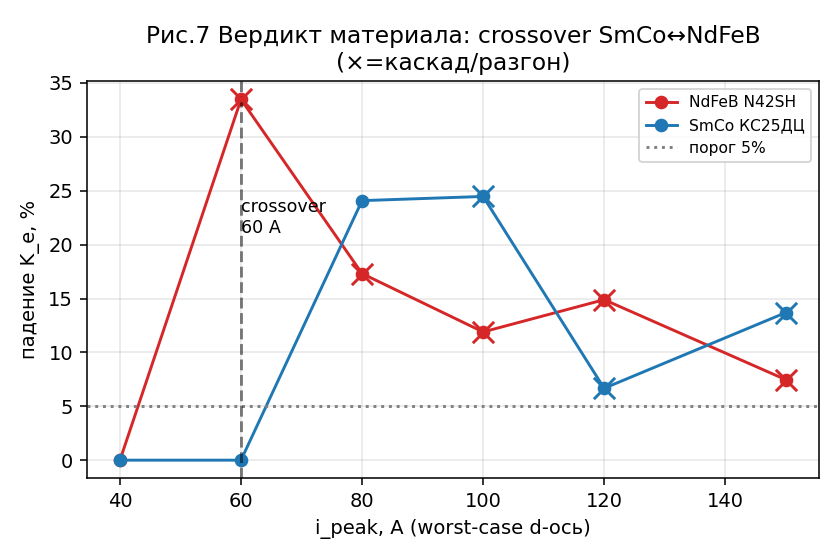 Рис.7 Вердикт материала: crossover SmCo↔NdFeB
(×=каскад/разгон)
35
30
25
20
15
10
5
0
падение K_e, %
NdFeB N42SH
SmCo КС25ДЦ
порог 5%
crossover
60 А
40
60
80
100
120
140
i_peak, А (worst-case d-ось)